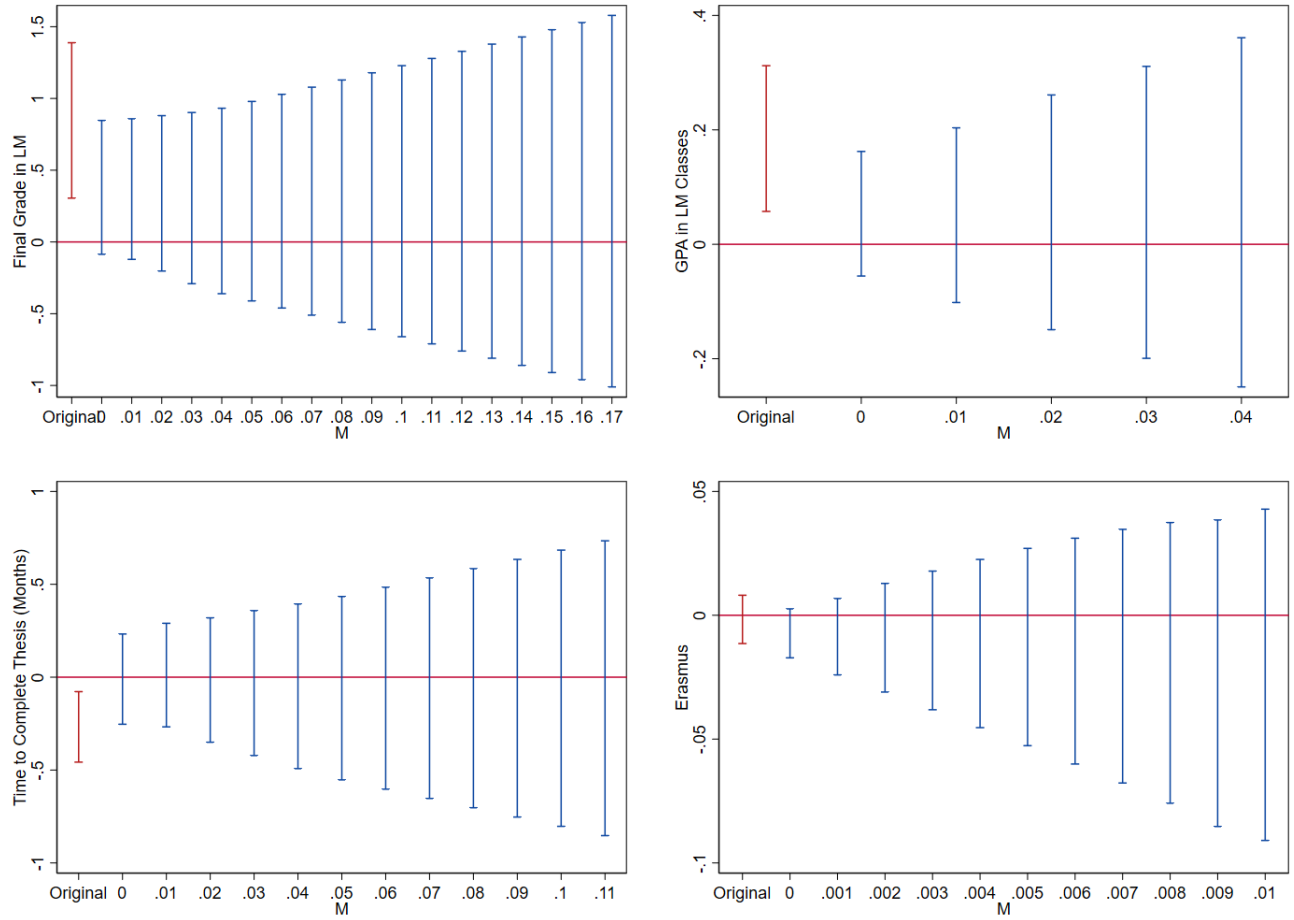 Final Grade in LM
1.5
1
.5
0
-.5
-1
Original 0 .01 .02 .03 .04 .05 .06 .07 .08 .09 .1 .11 .12 .13 .14 .15 .16 .17
M
GPA in LM Classes
.4
.2
0
-.2
Original 0 .01 .02 .03 .04
M
Time to Complete Thesis (Months)
1
.5
0
-.5
-1
Original 0 .01 .02 .03 .04 .05 .06 .07 .08 .09 .1 .11
M
Erasmus
.05
0
-.05
-.1
Original 0 .001 .002 .003 .004 .005 .006 .007 .008 .009 .01
M